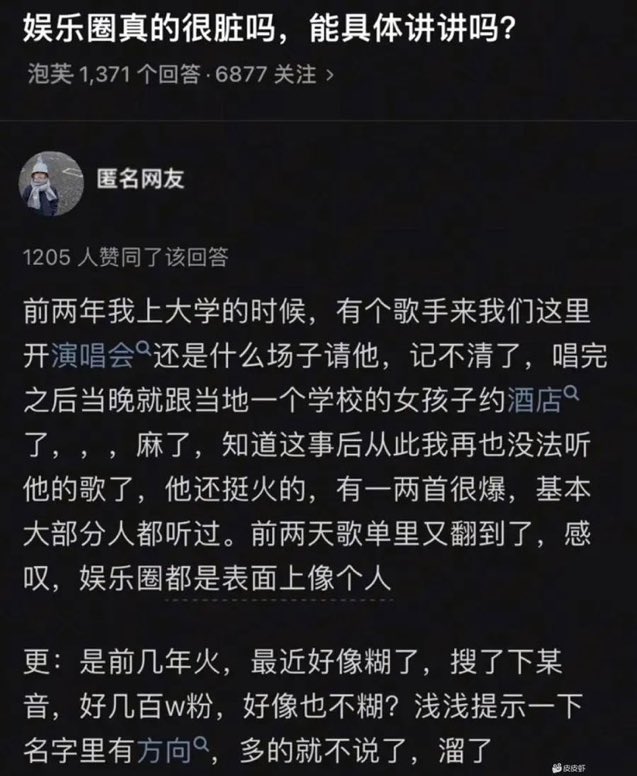 娱乐圈真的很脏吗，能具体讲讲吗？
泡芙 1,371 个回答 · 6877 关注 >
匿名网友
1205 人赞同了该回答
前两年我上大学的时候，有个歌手来我们这里
开演唱会还是什么场子请他，记不清了，唱完
之后当晚就跟当地一个学校的女孩子约酒店
了，，，麻了，知道这事后从此我再也没法听
他的歌了，他还挺火的，有一两首很爆，基本
大部分人都听过。前两天歌单里又翻到了，感
叹，娱乐圈都是表面上像个人
更：是前几年火，最近好像糊了，搜了下某
音，好几百w粉，好像也不糊？浅浅提示一下
名字里有方向，多的就不说了，溜了
皮皮虾